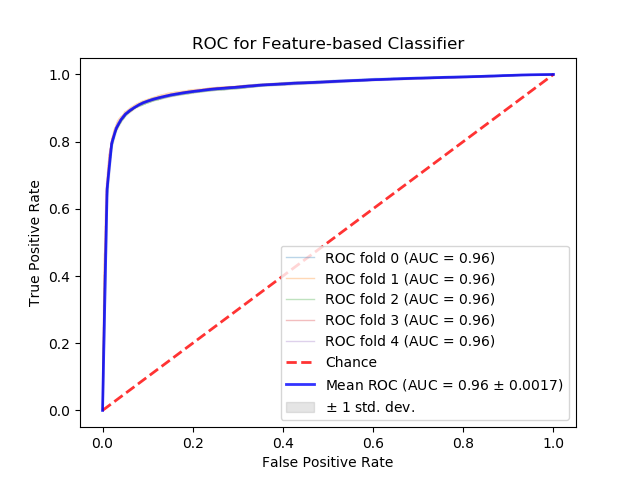 ROC for Feature-based Classifier
True Positive Rate
1.0
0.8
0.6
0.4
0.2
0.0
ROC fold 0 (AUC = 0.96)
ROC fold 1 (AUC = 0.96)
ROC fold 2 (AUC = 0.96)
ROC fold 3 (AUC = 0.96)
ROC fold 4 (AUC = 0.96)
Chance
Mean ROC (AUC = 0.96 ± 0.0017)
± 1 std. dev.
0.0 0.2 0.4 0.6 0.8 1.0
False Positive Rate